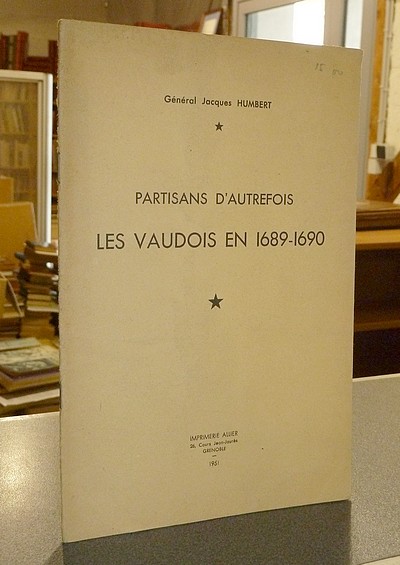 Général Jacques HUMBERT
★
PARTISANS D'AUTREFOIS
LES VAUDOIS EN 1689-1690
★
IMPRIMERIE ALLIER
26, Cours Jean-Jaurès
GRENOBLE
—
1951